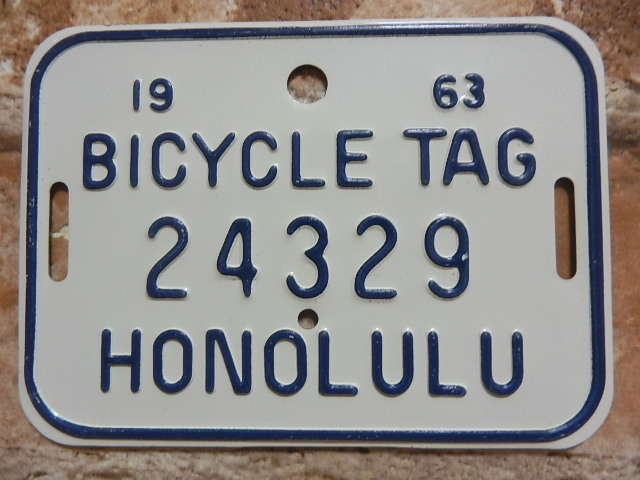 19 63
BICYCLE TAG
24329
HONOLULU